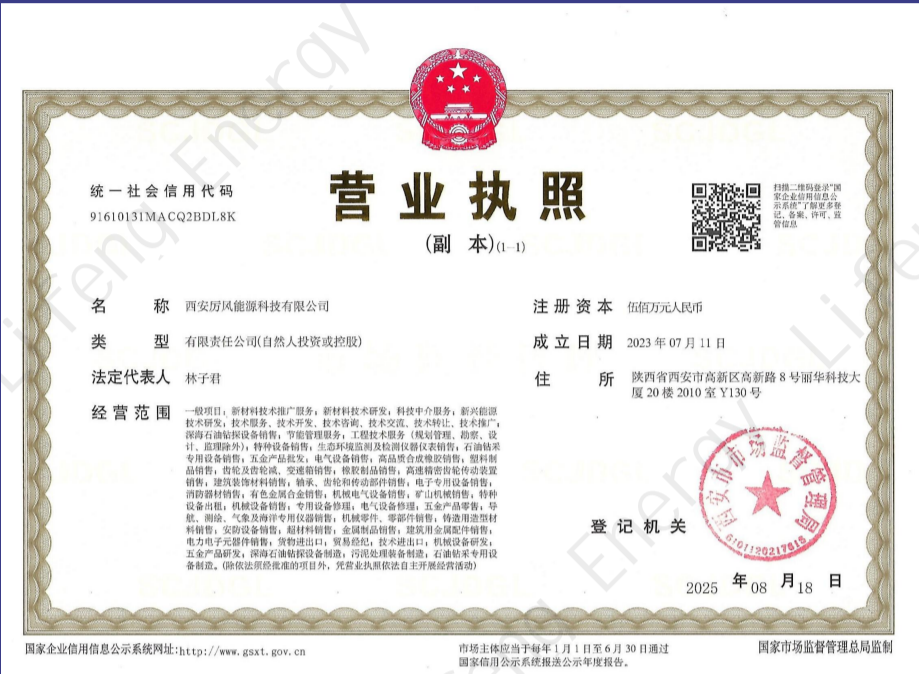 营业执照
(副 本)(1-1)
统一社会信用代码
91610131MACQ2BDL8K
扫描二维码登录“国
家企业信用信息公
示系统”了解更多登
记、备案、许可、监
管信息
名 称 西安厉风能源科技有限公司
类 型 有限责任公司(自然人投资或控股)
法定代表人 林子君
经营范围 一般项目：新材料技术推广服务；新材料技术研发；科技中介服务；新兴能源
技术研发；技术服务、技术开发、技术咨询、技术交流、技术转让、技术推广；
深海石油钻探设备销售；节能管理服务；工程技术服务（规划管理、勘察、设
计、监理除外）；特种设备销售；生态环境监测及检测仪器仪表销售；石油钻采
专用设备销售；五金产品批发；电气设备销售；高品质合成橡胶销售；塑料制
品销售；齿轮及齿轮减、变速箱销售；橡胶制品销售；高速精密齿轮传动装置
销售；建筑装饰材料销售；轴承、齿轮和传动部件销售；电子专用设备销售；
消防器材销售；有色金属合金销售；机械电气设备销售；矿山机械销售；特种
设备出租；机械设备销售；专用设备修理；电气设备修理；五金产品零售；导
航、测绘、气象及海洋专用仪器销售；机械零件、零部件销售；铸造用造型材
料销售；安防设备销售；超材料销售；金属制品销售；建筑用金属配件销售；
电力电子元器件销售；货物进出口；贸易经纪；技术进出口；机械设备研发；
五金产品研发；深海石油钻探设备制造；污泥处理装备制造；石油钻采专用设
备制造。(除依法须经批准的项目外，凭营业执照依法自主开展经营活动)
注册资本 伍佰万元人民币
成立日期 2023年07月11日
住 所 陕西省西安市高新区高新路8号丽华科技大
厦20楼2010室Y130号
登记机关
西安市市场监督管理局
6101120217615
2025 年 08 月 18 日
国家企业信用信息公示系统网址:http://www.gsxt.gov.cn
市场主体应当于每年1月1日至6月30日通过
国家信用公示系统报送公示年度报告。
国家市场监督管理总局监制
Lifeng Energy
Lifeng Energy